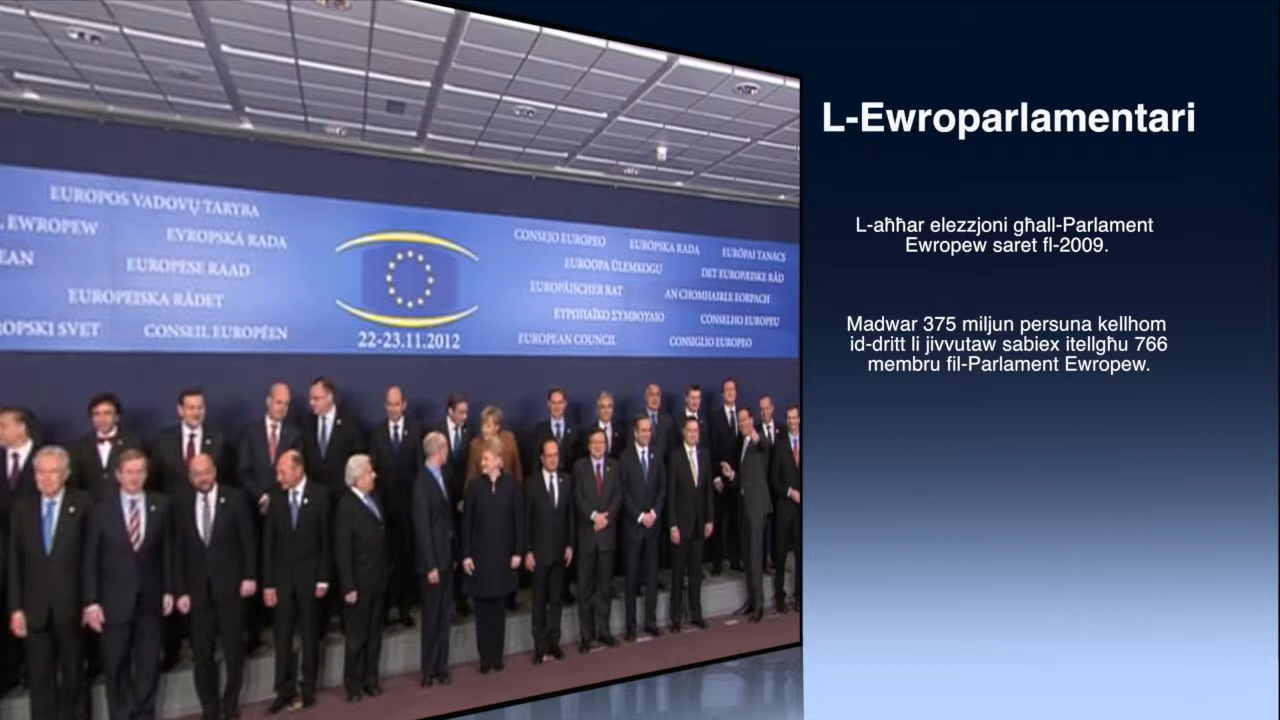 L-Ewroparlamentari
L-aħħar elezzjoni għall-Parlament
Ewropew saret fl-2009.
Madwar 375 miljun persuna kellhom
id-dritt li jivvutaw sabiex itellgħu 766
membru fil-Parlament Ewropew.
EUROPOS VADOVŲ TARYBA
EWROPEW
EVROPSKÁ RADA
EAN
EUROPESE RAAD
EUROPEISKA RÅDET
ROPSKI SVET
CONSEIL EUROPÉEN
22-23.11.2012
CONSEJO EUROPEO
EURÓPSKA RADA
EURÓPAI TANÁCS
EUROOPA ÜLEMKOGU
DET EUROPÆISKE RÅD
EUROPÄISCHER RAT
AN CHOMHAIRLE EORPACH
ΕΥΡΩΠΑΪΚΟ ΣΥΜΒΟΥΛΙΟ
CONSELHO EUROPEU
EUROPEAN COUNCIL
CONSIGLIO EUROPEO